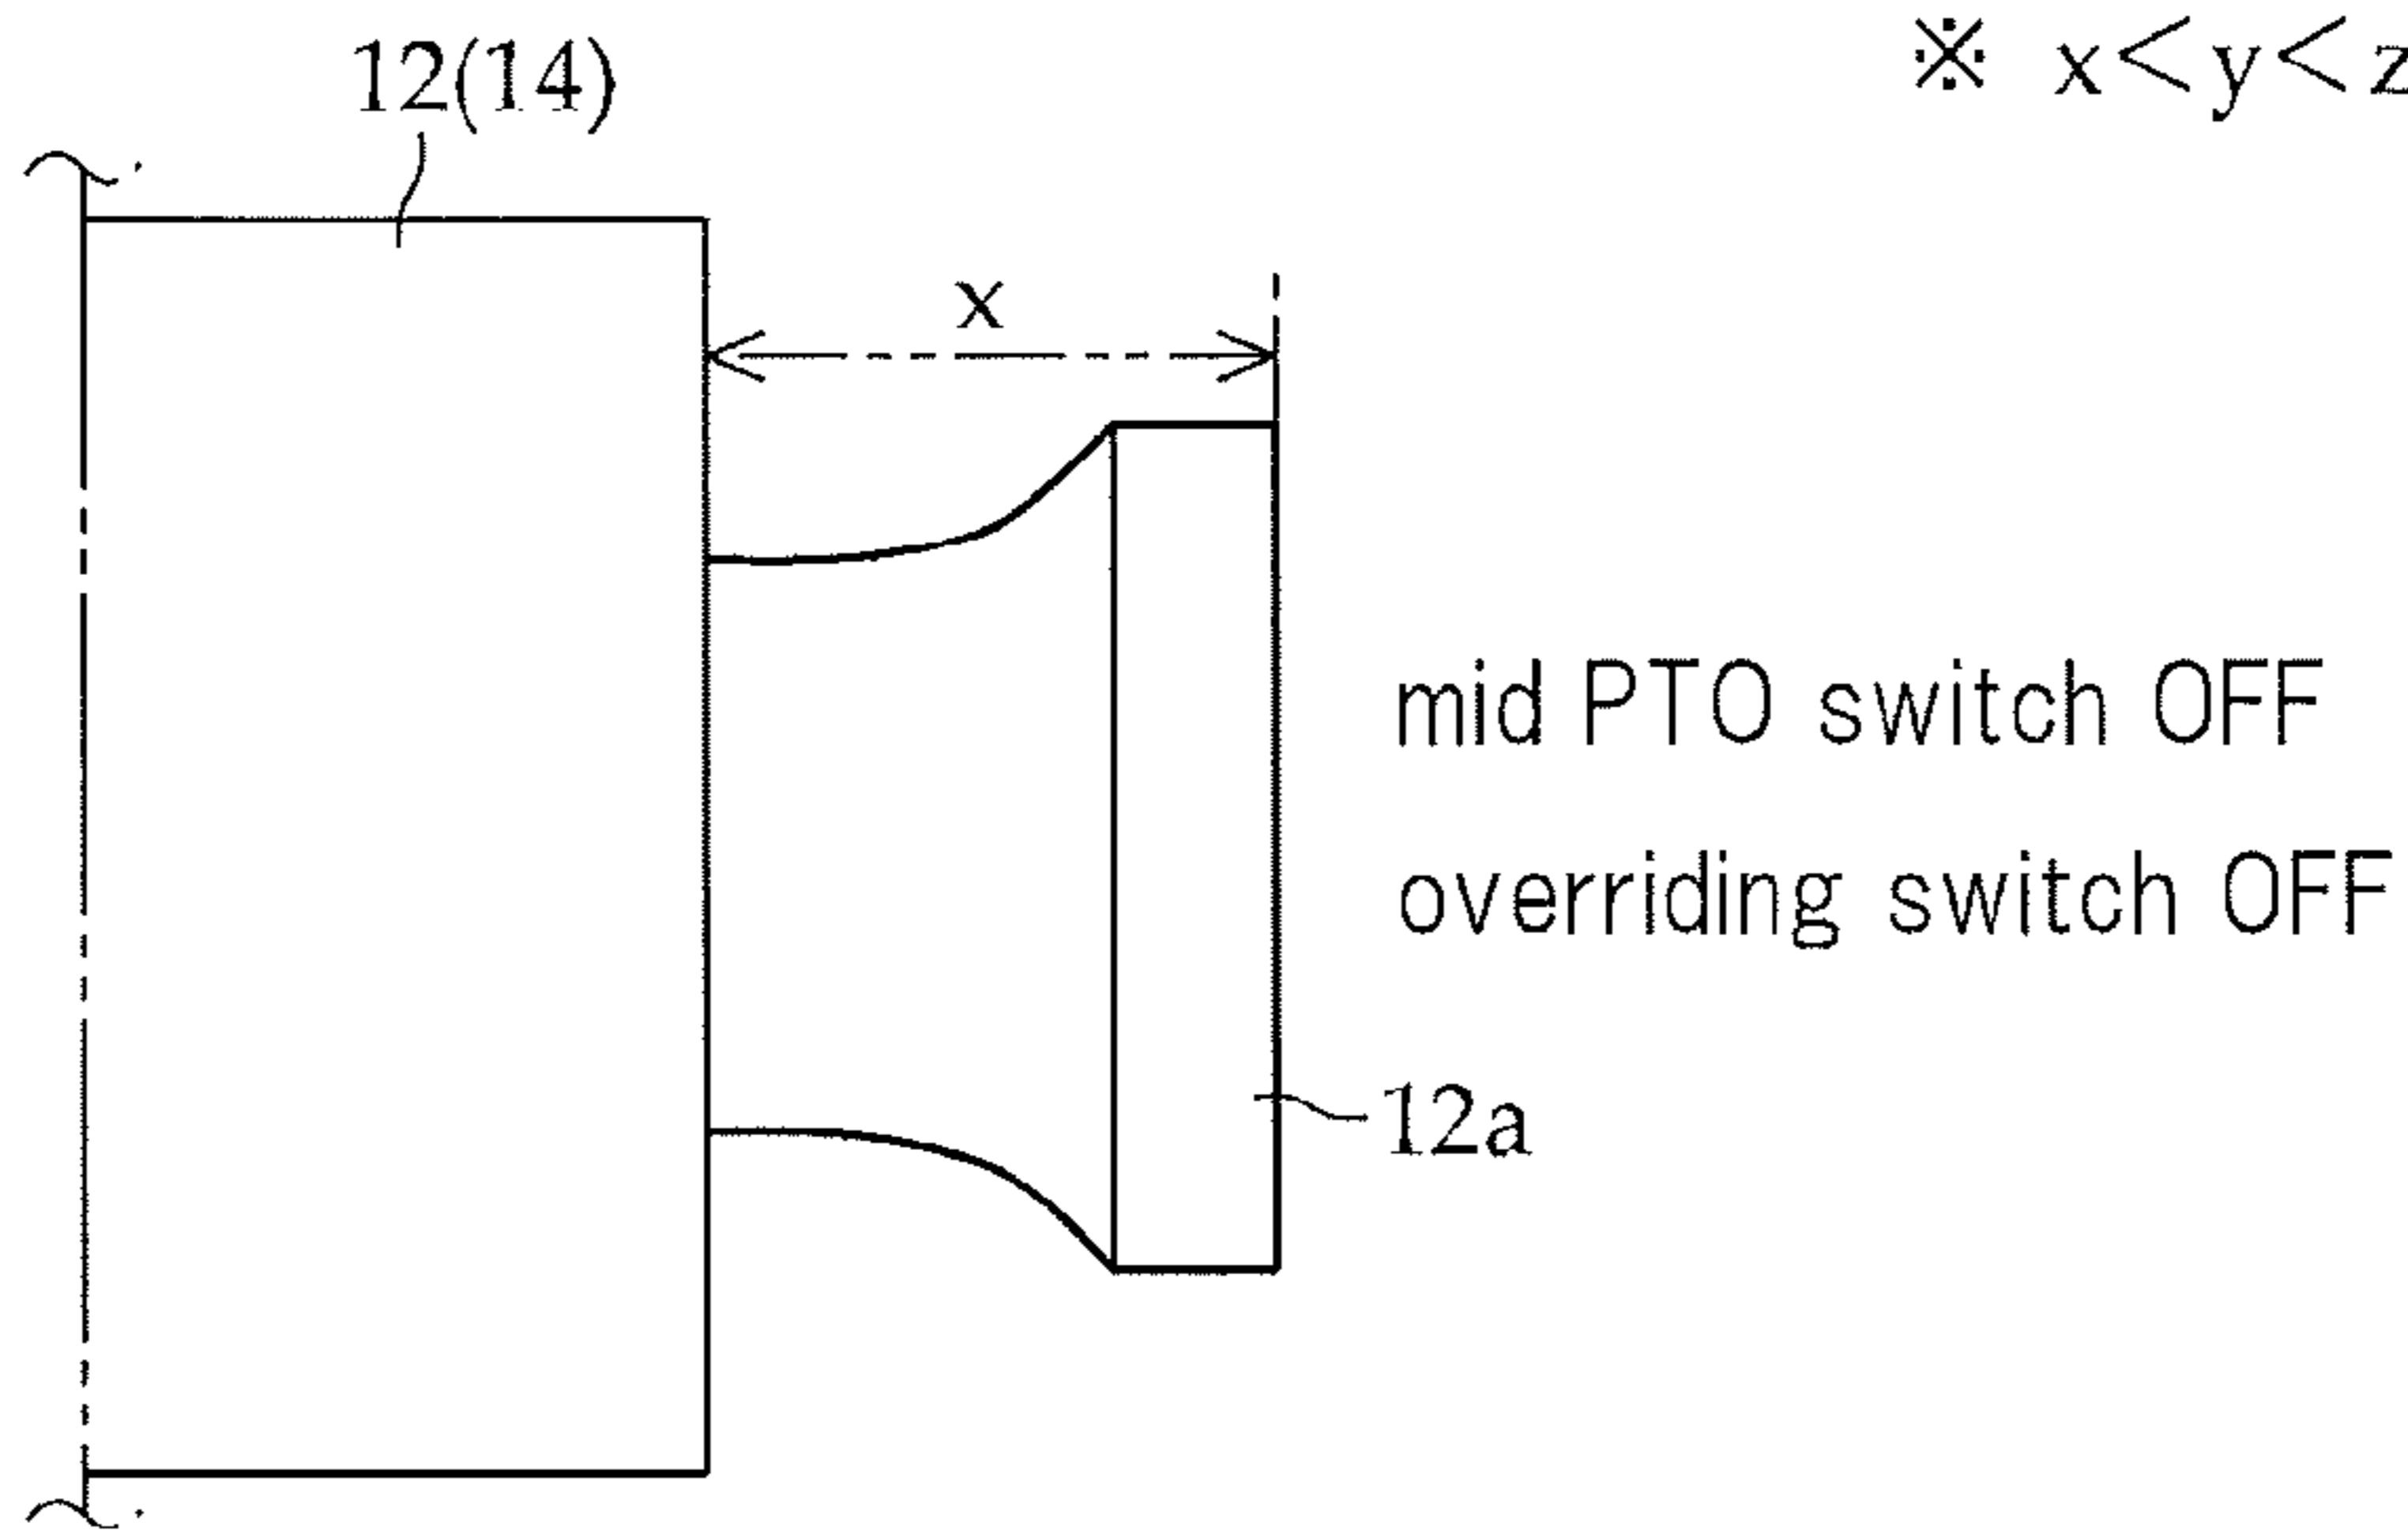 12(14)
※ x<y<z
x
mid PTO switch OFF
overriding switch OFF
12a